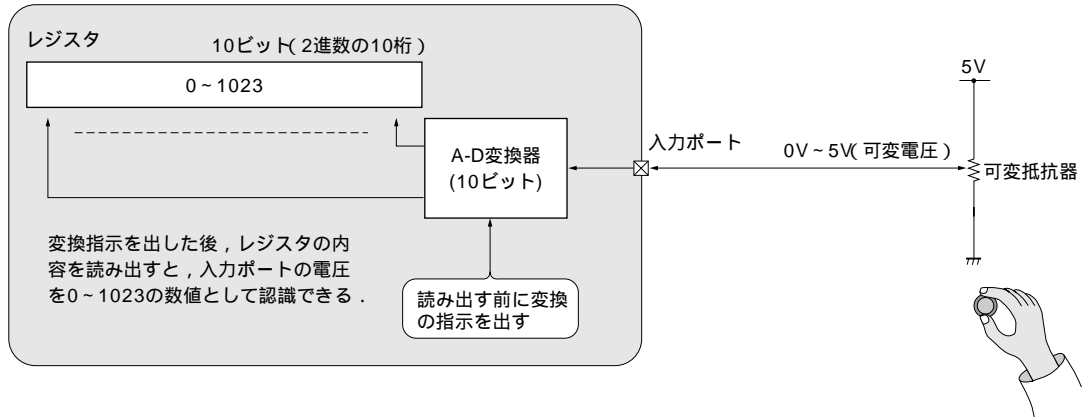 レジスタ
10ビット(2進数の10桁)
0~1023
A-D変換器
(10ビット)
変換指示を出した後,レジスタの内
容を読み出すと,入力ポートの電圧
を0~1023の数値として認識できる.
読み出す前に変換
の指示を出す
入力ポート
0V~5V(可変電圧)
5V
可変抵抗器